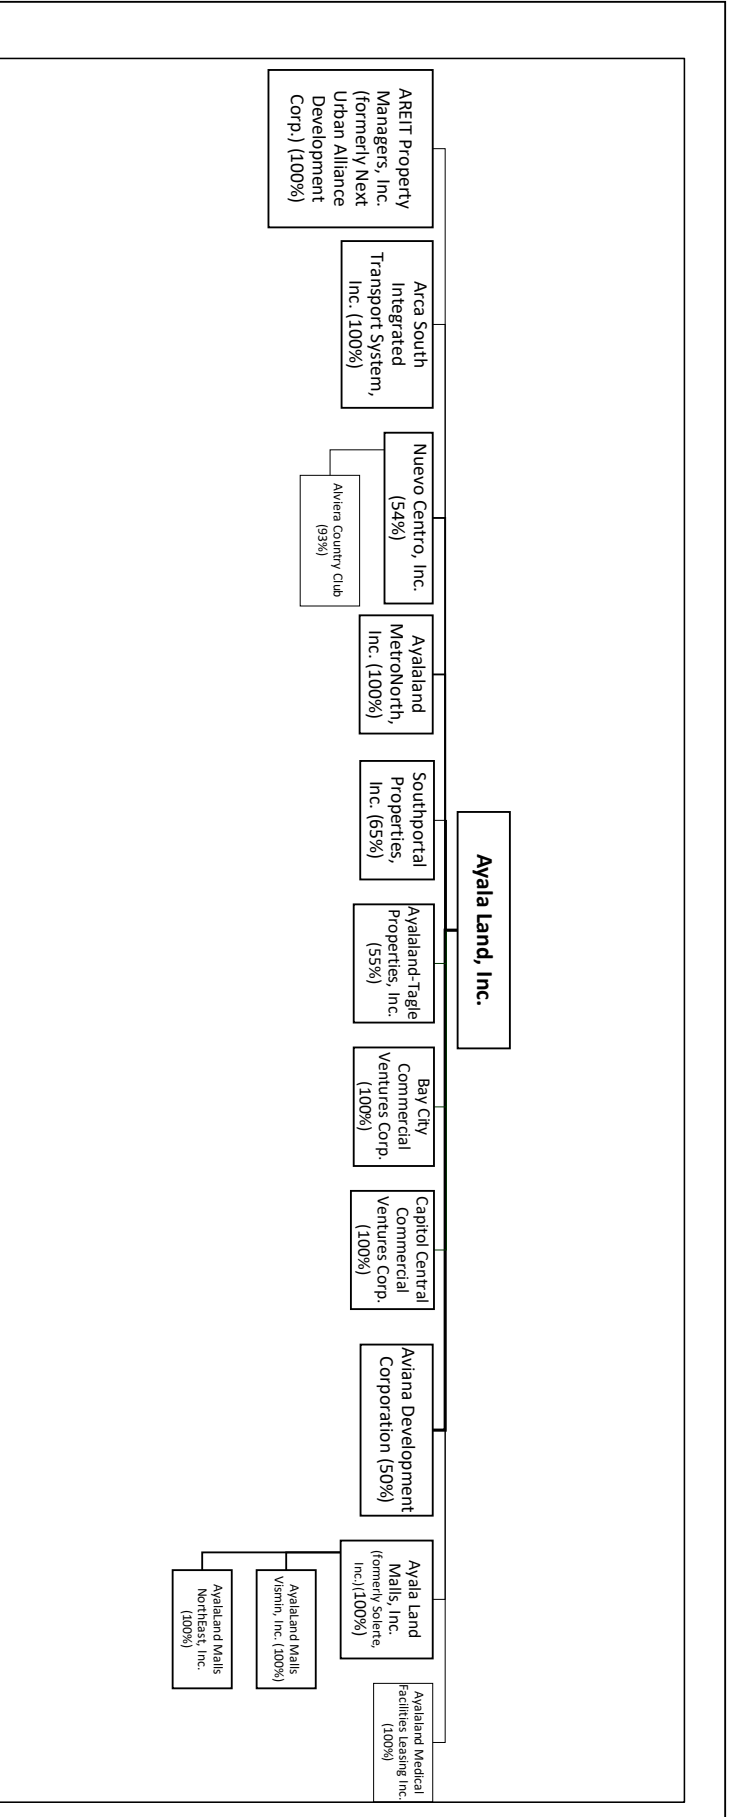 Ayala Land, Inc.
AREIT Property
Managers, Inc.
(formerly Next
Urban Alliance
Development
Corp.) (100%)
Arca South
Integrated
Transport System,
Inc. (100%)
Nuevo Centro, Inc.
(54%)
Alviera Country Club
(93%)
Ayalaland
MetroNorth,
Inc. (100%)
Southportal
Properties,
Inc. (65%)
Ayalaland-Tagle
Properties, Inc.
(55%)
Bay City
Commercial
Ventures Corp.
(100%)
Capitol Central
Commercial
Ventures Corp.
(100%)
Aviana Development
Corporation (50%)
Ayala Land
Malls, Inc.
(formerly Solerte,
Inc.)(100%)
AyalaLand Malls
Vismin, Inc. (100%)
AyalaLand Malls
NorthEast, Inc.
(100%)
Ayalaland Medical
Facilities Leasing Inc.
(100%)